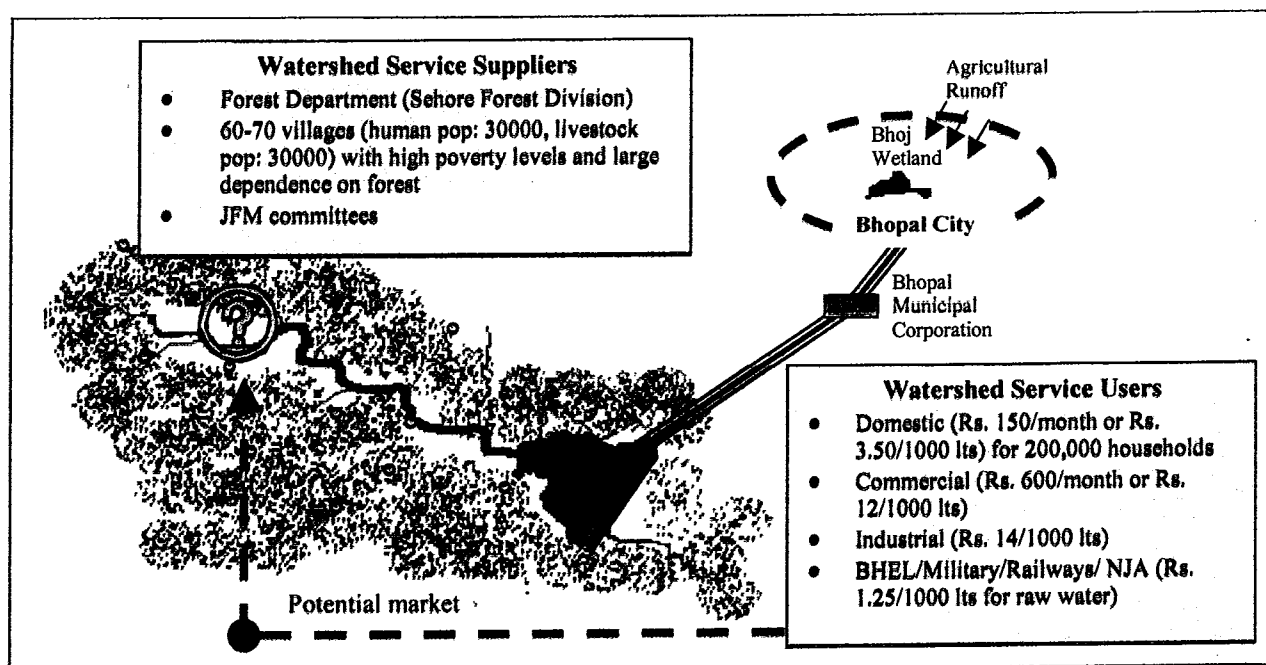 Watershed Service Suppliers
• Forest Department (Sehore Forest Division)
• 60-70 villages (human pop: 30000, livestock
pop: 30000) with high poverty levels and large
dependence on forest
• JFM committees
Agricultural
Runoff
Bhoj
Wetland
Bhopal City
Bhopal
Municipal
Corporation
?
Watershed Service Users
• Domestic (Rs. 150/month or Rs.
3.50/1000 lts) for 200,000 households
• Commercial (Rs. 600/month or Rs.
12/1000 lts)
• Industrial (Rs. 14/1000 lts)
• BHEL/Military/Railways/ NJA (Rs.
1.25/1000 lts for raw water)
Potential market